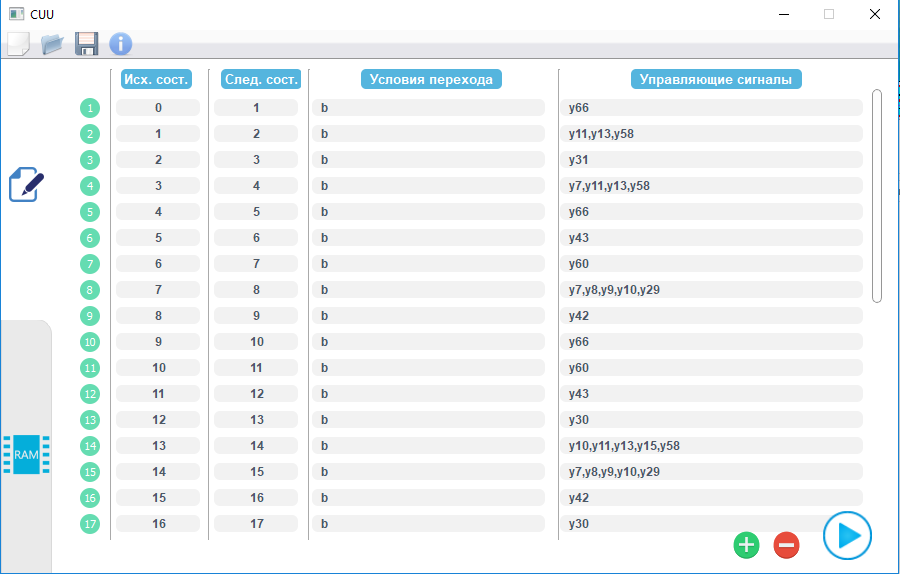 CUU
Исх. сост. След. сост. Условия перехода Управляющие сигналы
1 0 1 b y66
2 1 2 b y11,y13,y58
3 2 3 b y31
4 3 4 b y7,y11,y13,y58
5 4 5 b y66
6 5 6 b y43
7 6 7 b y60
8 7 8 b y7,y8,y9,y10,y29
9 8 9 b y42
10 9 10 b y66
11 10 11 b y60
12 11 12 b y43
13 12 13 b y30
14 13 14 b y10,y11,y13,y15,y58
RAM
15 14 15 b y7,y8,y9,y10,y29
16 15 16 b y42
17 16 17 b y30